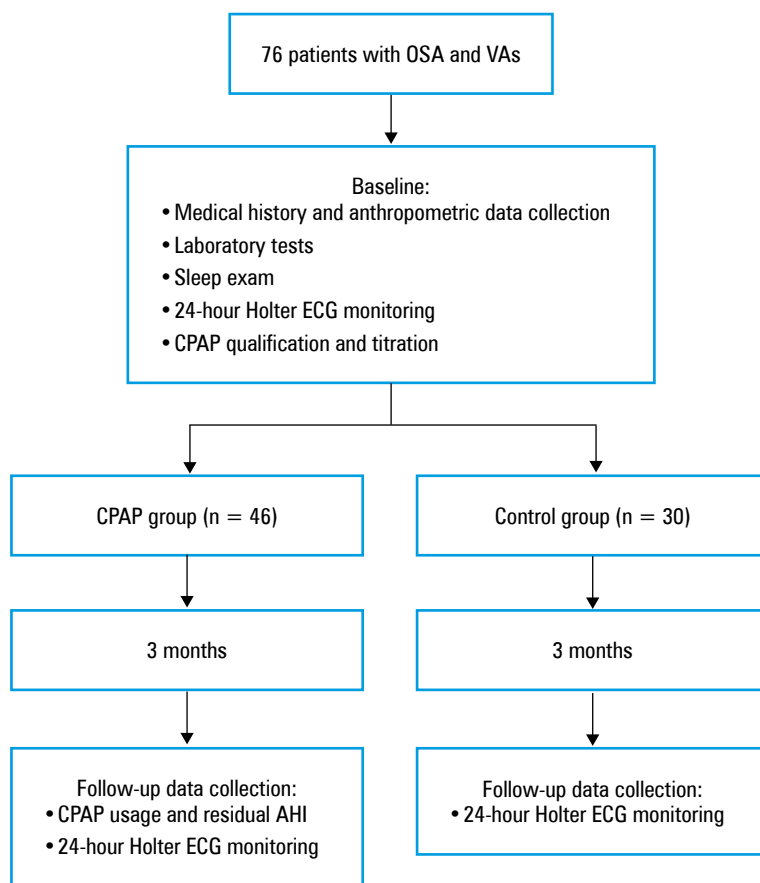 76 patients with OSA and VAs
Baseline:
• Medical history and anthropometric data collection
• Laboratory tests
• Sleep exam
• 24-hour Holter ECG monitoring
• CPAP qualification and titration
CPAP group (n = 46)
Control group (n = 30)
3 months
3 months
Follow-up data collection:
• CPAP usage and residual AHI
• 24-hour Holter ECG monitoring
Follow-up data collection:
• 24-hour Holter ECG monitoring